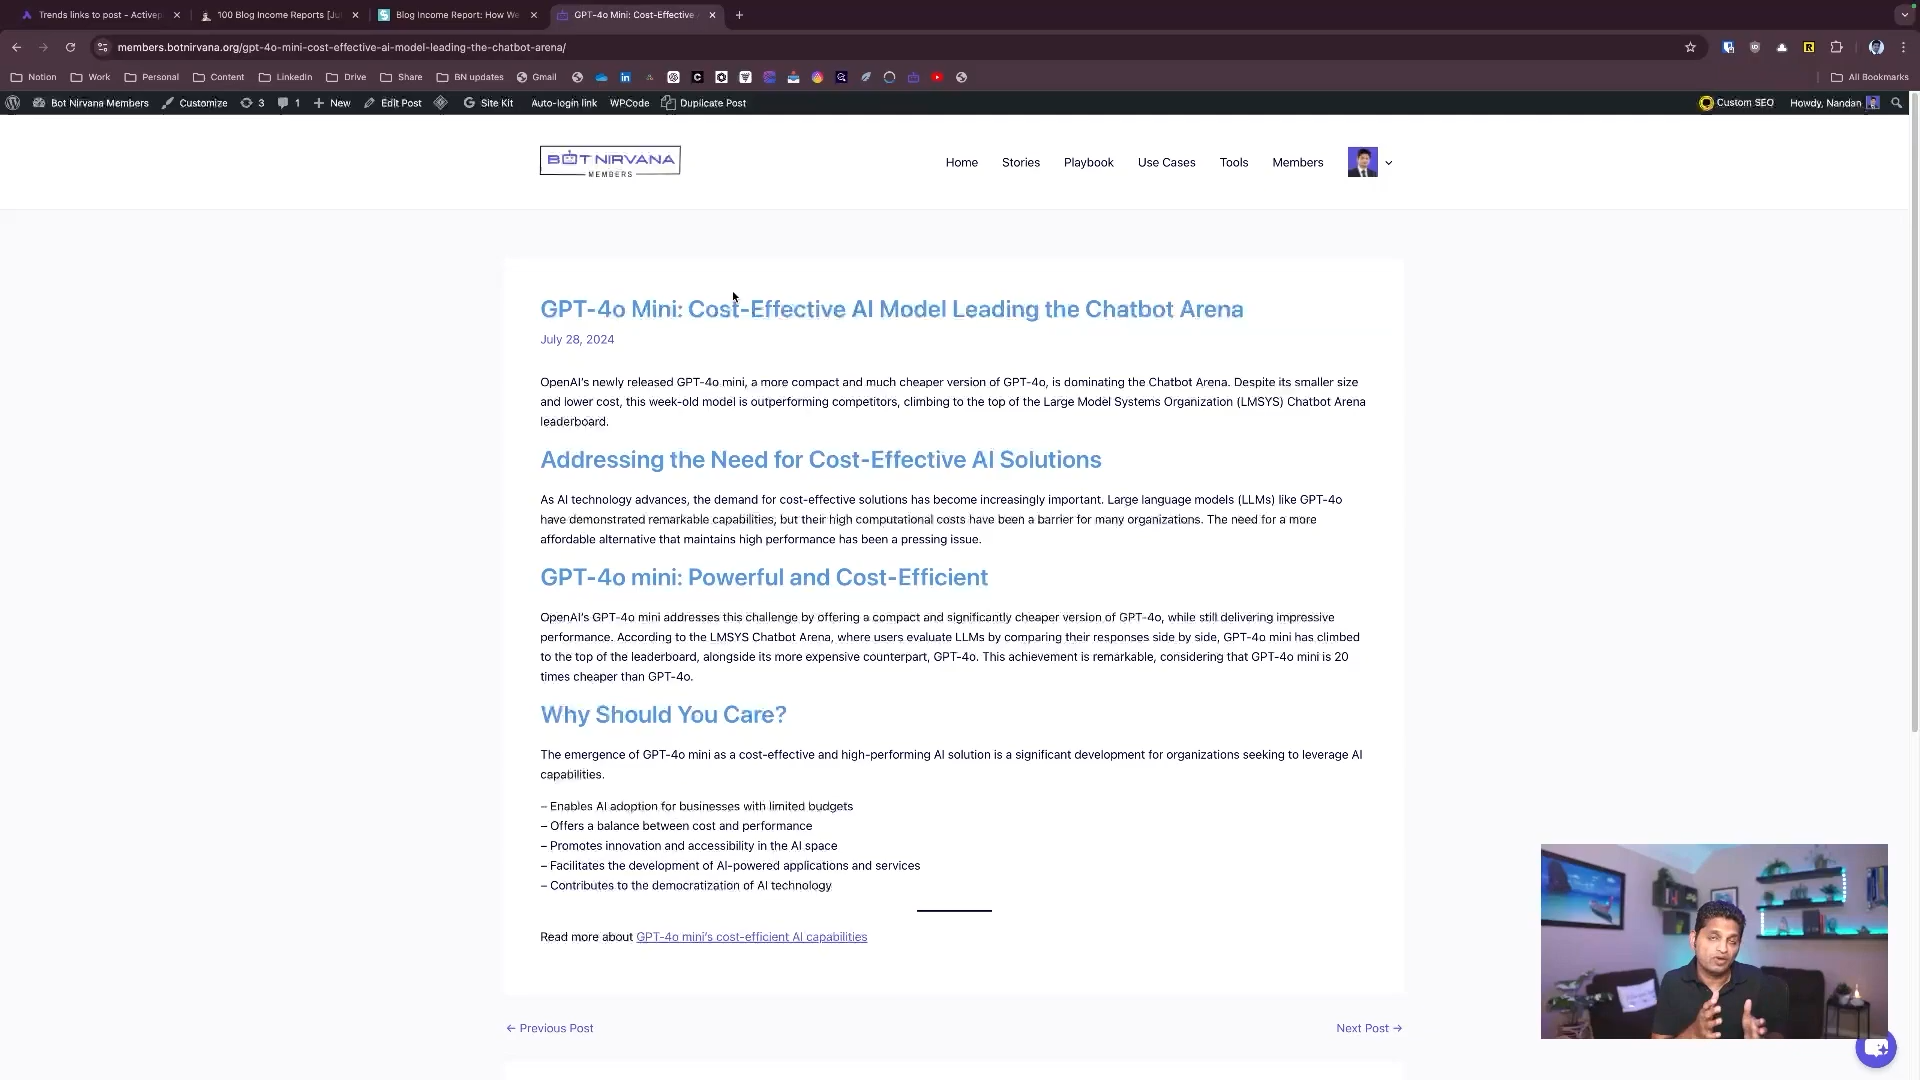 Trends links to post - Activep
100 Blog Income Reports [Ju
Blog Income Report: How We
GPT-4o Mini: Cost-Effective
members.botnirvana.org/gpt-4o-mini-cost-effective-ai-model-leading-the-chatbot-arena/
Notion
Work
Personal
Content
LinkedIn
Drive
Share
BN updates
Gmail
All Bookmarks
Bot Nirvana Members
Customize
3
1
New
Edit Post
Site Kit
Auto-login link
WPCode
Duplicate Post
Custom SEO
Howdy, Nandan
BOT NIRVANA
MEMBERS
Home
Stories
Playbook
Use Cases
Tools
Members
GPT-4o Mini: Cost-Effective AI Model Leading the Chatbot Arena
July 28, 2024
OpenAI's newly released GPT-4o mini, a more compact and much cheaper version of GPT-4o, is dominating the Chatbot Arena. Despite its smaller size
and lower cost, this week-old model is outperforming competitors, climbing to the top of the Large Model Systems Organization (LMSYS) Chatbot Arena
leaderboard.
Addressing the Need for Cost-Effective AI Solutions
As AI technology advances, the demand for cost-effective solutions has become increasingly important. Large language models (LLMs) like GPT-4o
have demonstrated remarkable capabilities, but their high computational costs have been a barrier for many organizations. The need for a more
affordable alternative that maintains high performance has been a pressing issue.
GPT-4o mini: Powerful and Cost-Efficient
OpenAI's GPT-4o mini addresses this challenge by offering a compact and significantly cheaper version of GPT-4o, while still delivering impressive
performance. According to the LMSYS Chatbot Arena, where users evaluate LLMs by comparing their responses side by side, GPT-4o mini has climbed
to the top of the leaderboard, alongside its more expensive counterpart, GPT-4o. This achievement is remarkable, considering that GPT-4o mini is 20
times cheaper than GPT-4o.
Why Should You Care?
The emergence of GPT-4o mini as a cost-effective and high-performing AI solution is a significant development for organizations seeking to leverage AI
capabilities.
– Enables AI adoption for businesses with limited budgets
– Offers a balance between cost and performance
– Promotes innovation and accessibility in the AI space
– Facilitates the development of AI-powered applications and services
– Contributes to the democratization of AI technology
Read more about GPT-4o mini's cost-efficient AI capabilities
← Previous Post
Next Post →